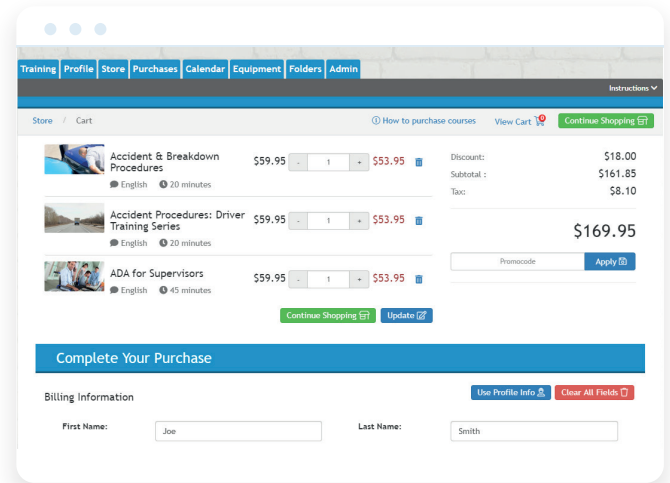 Training Profile Store Purchases Calendar Equipment Folders Admin
Instructions
Store / Cart
How to purchase courses View Cart 0 Continue Shopping
Accident & Breakdown
Procedures
English 20 minutes
$59.95 - 1 + $53.95
Accident Procedures: Driver
Training Series
English 20 minutes
$59.95 - 1 + $53.95
ADA for Supervisors
English 45 minutes
$59.95 - 1 + $53.95
Continue Shopping Update
Discount: $18.00
Subtotal : $161.85
Tax: $8.10
$169.95
Promocode Apply
Complete Your Purchase
Billing Information
Use Profile Info Clear All Fields
First Name: Joe Last Name: Smith